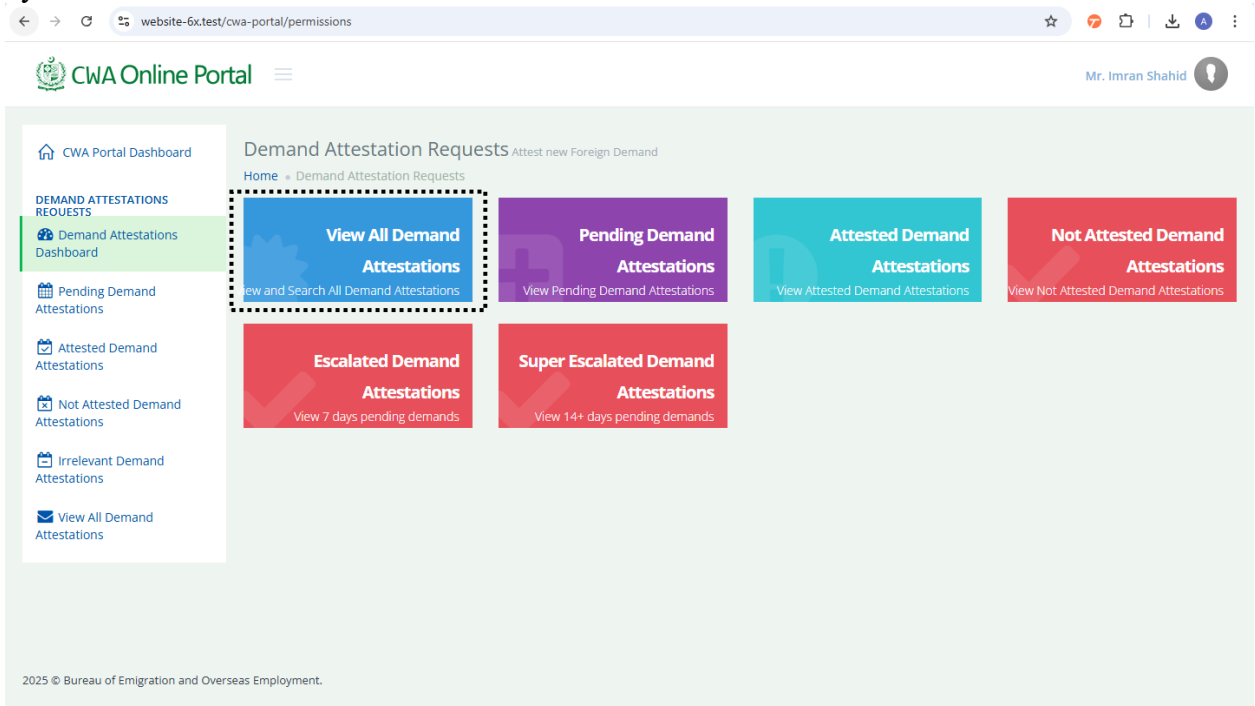 website-6x.test/cwa-portal/permissions
A
CWA Online Portal
Mr. Imran Shahid
CWA Portal Dashboard
DEMAND ATTESTATIONS
REQUESTS
Demand Attestations
Dashboard
Pending Demand
Attestations
Attested Demand
Attestations
Not Attested Demand
Attestations
Irrelevant Demand
Attestations
View All Demand
Attestations
Demand Attestation Requests Attest new Foreign Demand
Home Demand Attestation Requests
View All Demand
Attestations
iew and Search All Demand Attestations
Pending Demand
Attestations
View Pending Demand Attestations
Attested Demand
Attestations
View Attested Demand Attestations
Not Attested Demand
Attestations
View Not Attested Demand Attestations
Escalated Demand
Attestations
View 7 days pending demands
Super Escalated Demand
Attestations
View 14+ days pending demands
2025 © Bureau of Emigration and Overseas Employment.